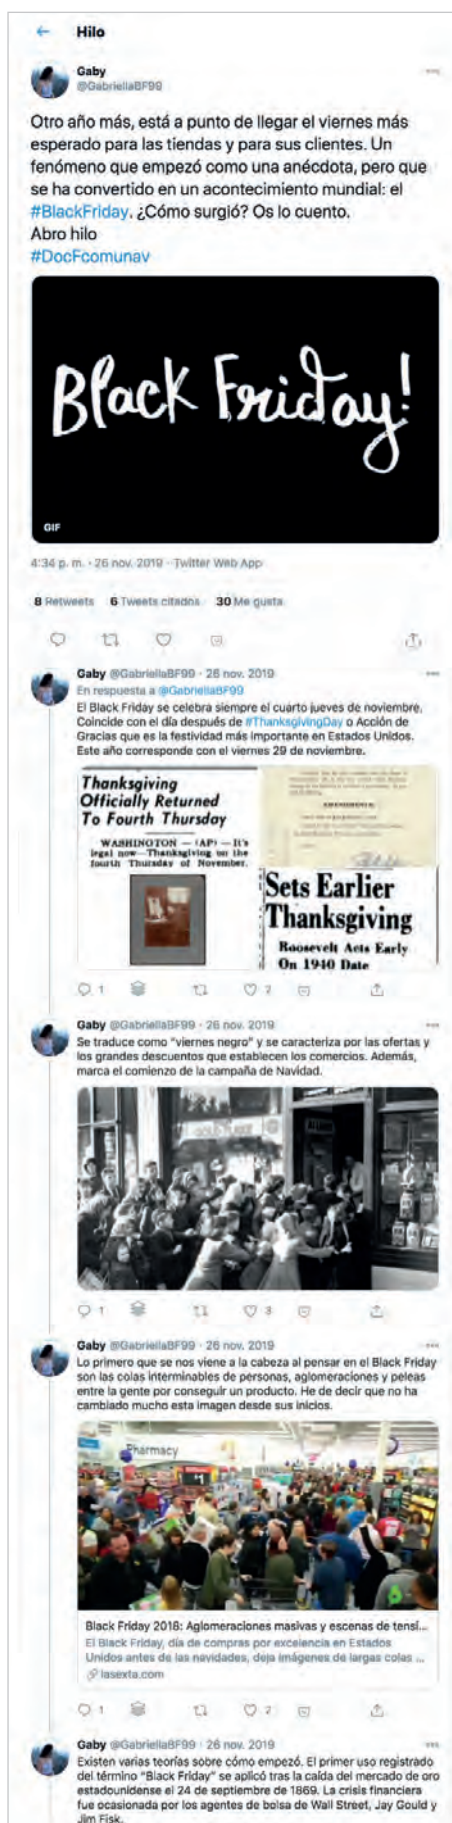 Hilo
Gaby
@GabriellaBF99
Otro año más, está a punto de llegar el viernes más
esperado para las tiendas y para sus clientes. Un
fenómeno que empezó como una anécdota, pero que
se ha convertido en un acontecimiento mundial: el
#BlackFriday. ¿Cómo surgió? Os lo cuento.
Abro hilo
#DocFcomunav
Black Friday!
GIF
4:34 p. m. · 26 nov. 2019 · Twitter Web App
8 Retweets 6 Tweets citados 30 Me gusta
Gaby @GabriellaBF99 · 26 nov. 2019
En respuesta a @GabriellaBF99
El Black Friday se celebra siempre el cuarto jueves de noviembre.
Coincide con el día después de #ThanksgivingDay o Acción de
Gracias que es la festividad más importante en Estados Unidos.
Este año corresponde con el viernes 29 de noviembre.
Thanksgiving
Officially Returned
To Fourth Thursday
WASHINGTON — (AP) — It's
legal now—Thanksgiving on the
fourth Thursday of November.
Sets Earlier
Thanksgiving
Roosevelt Acts Early
On 1940 Date
1 2
Gaby @GabriellaBF99 · 26 nov. 2019
Se traduce como "viernes negro" y se caracteriza por las ofertas y
los grandes descuentos que establecen los comercios. Además,
marca el comienzo de la campaña de Navidad.
1 3
Gaby @GabriellaBF99 · 26 nov. 2019
Lo primero que se nos viene a la cabeza al pensar en el Black Friday
son las colas interminables de personas, aglomeraciones y peleas
entre la gente por conseguir un producto. He de decir que no ha
cambiado mucho esta imagen desde sus inicios.
Pharmacy
$1
Black Friday 2018: Aglomeraciones masivas y escenas de tensi...
El Black Friday, día de compras por excelencia en Estados
Unidos antes de las navidades, deja imágenes de largas colas ...
lasexta.com
1 2
Gaby @GabriellaBF99 · 26 nov. 2019
Existen varias teorías sobre cómo empezó. El primer uso registrado
del término "Black Friday" se aplicó tras la caída del mercado de oro
estadounidense el 24 de septiembre de 1869. La crisis financiera
fue ocasionada por los agentes de bolsa de Wall Street, Jay Gould y
Jim Fisk.